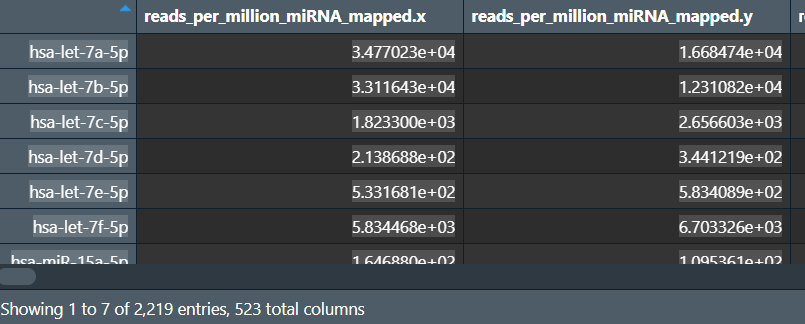 reads_per_million_miRNA_mapped.x reads_per_million_miRNA_mapped.y
hsa-let-7a-5p 3.477023e+04 1.668474e+04
hsa-let-7b-5p 3.311643e+04 1.231082e+04
hsa-let-7c-5p 1.823300e+03 2.656603e+03
hsa-let-7d-5p 2.138688e+02 3.441219e+02
hsa-let-7e-5p 5.331681e+02 5.834089e+02
hsa-let-7f-5p 5.834468e+03 6.703326e+03
hsa-miR-15a-5p 1.646880e+02 1.095361e+02
Showing 1 to 7 of 2,219 entries, 523 total columns